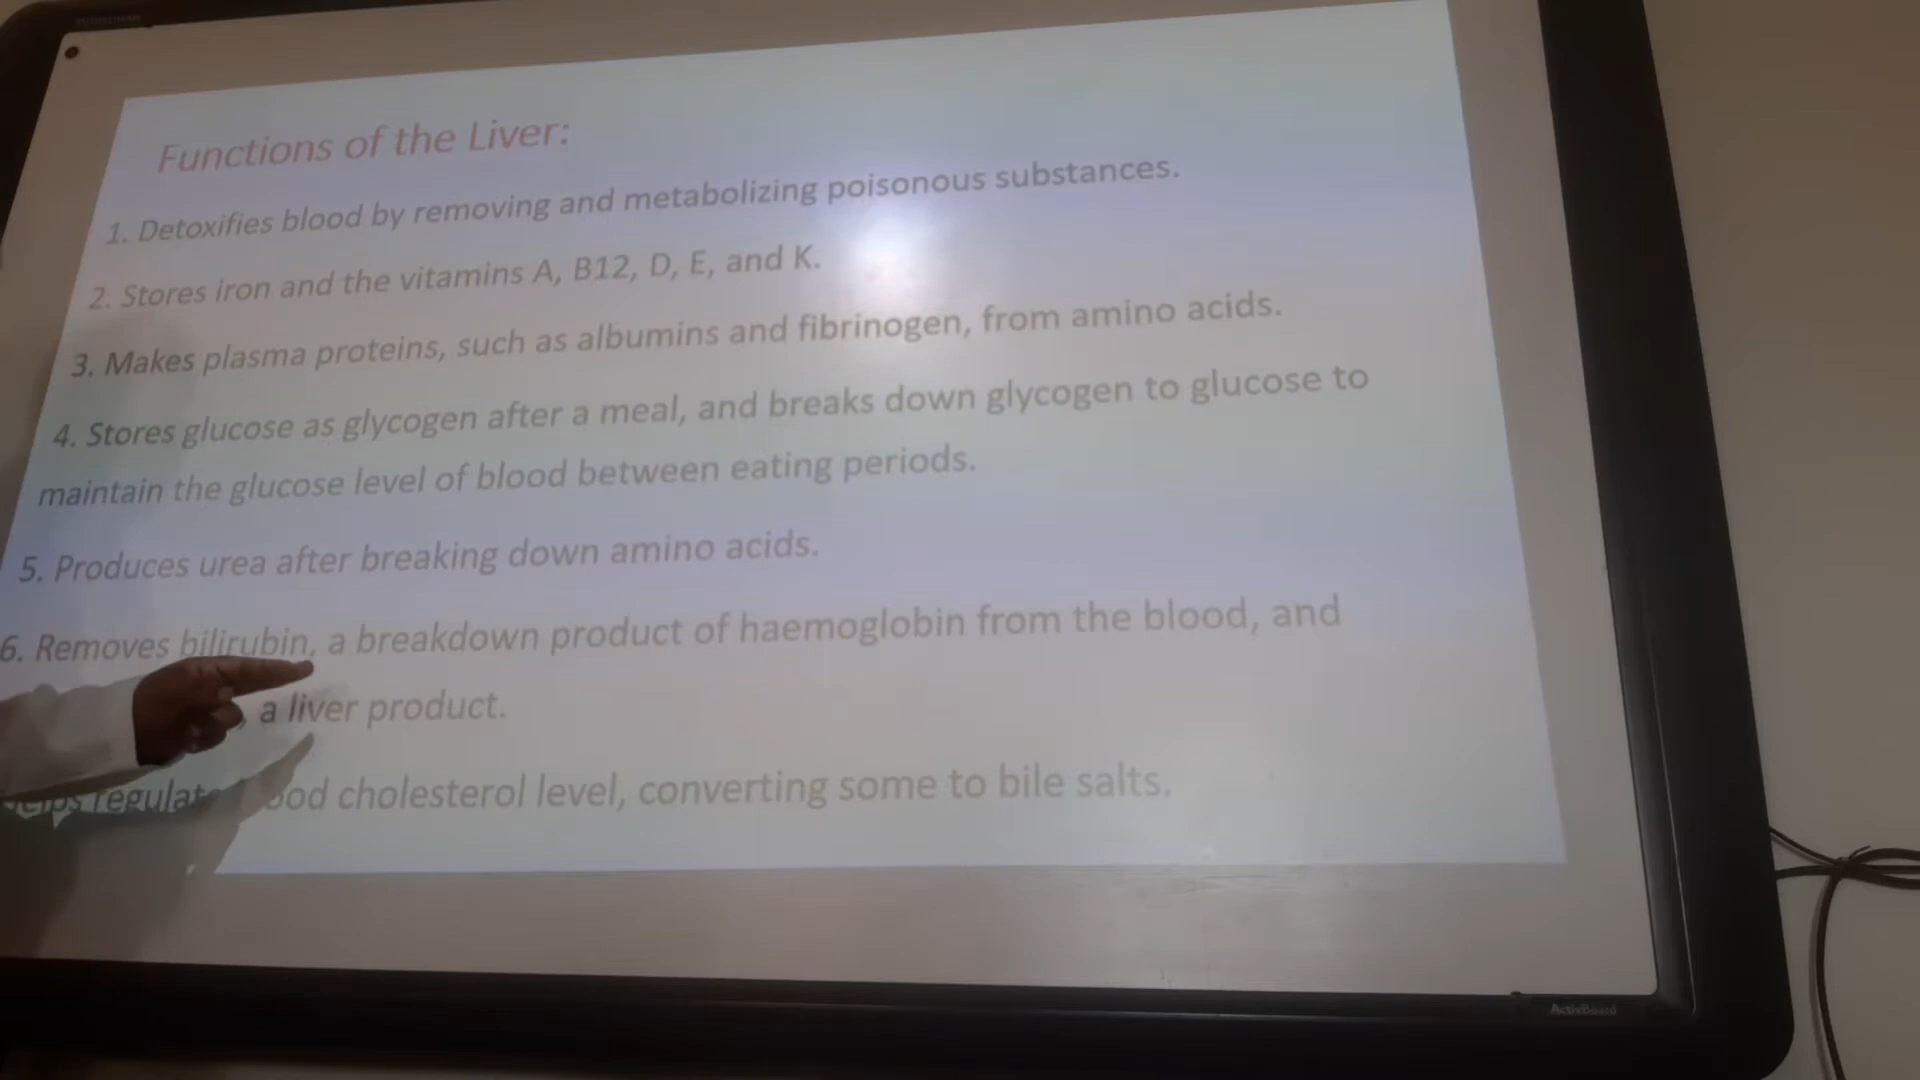 Functions of the Liver:
1. Detoxifies blood by removing and metabolizing poisonous substances.
2. Stores iron and the vitamins A, B12, D, E, and K.
3. Makes plasma proteins, such as albumins and fibrinogen, from amino acids.
4. Stores glucose as glycogen after a meal, and breaks down glycogen to glucose to
maintain the glucose level of blood between eating periods.
5. Produces urea after breaking down amino acids.
6. Removes bilirubin, a breakdown product of haemoglobin from the blood, and
, a liver product.
cholesterol level, converting some to bile salts.
ActivBoard